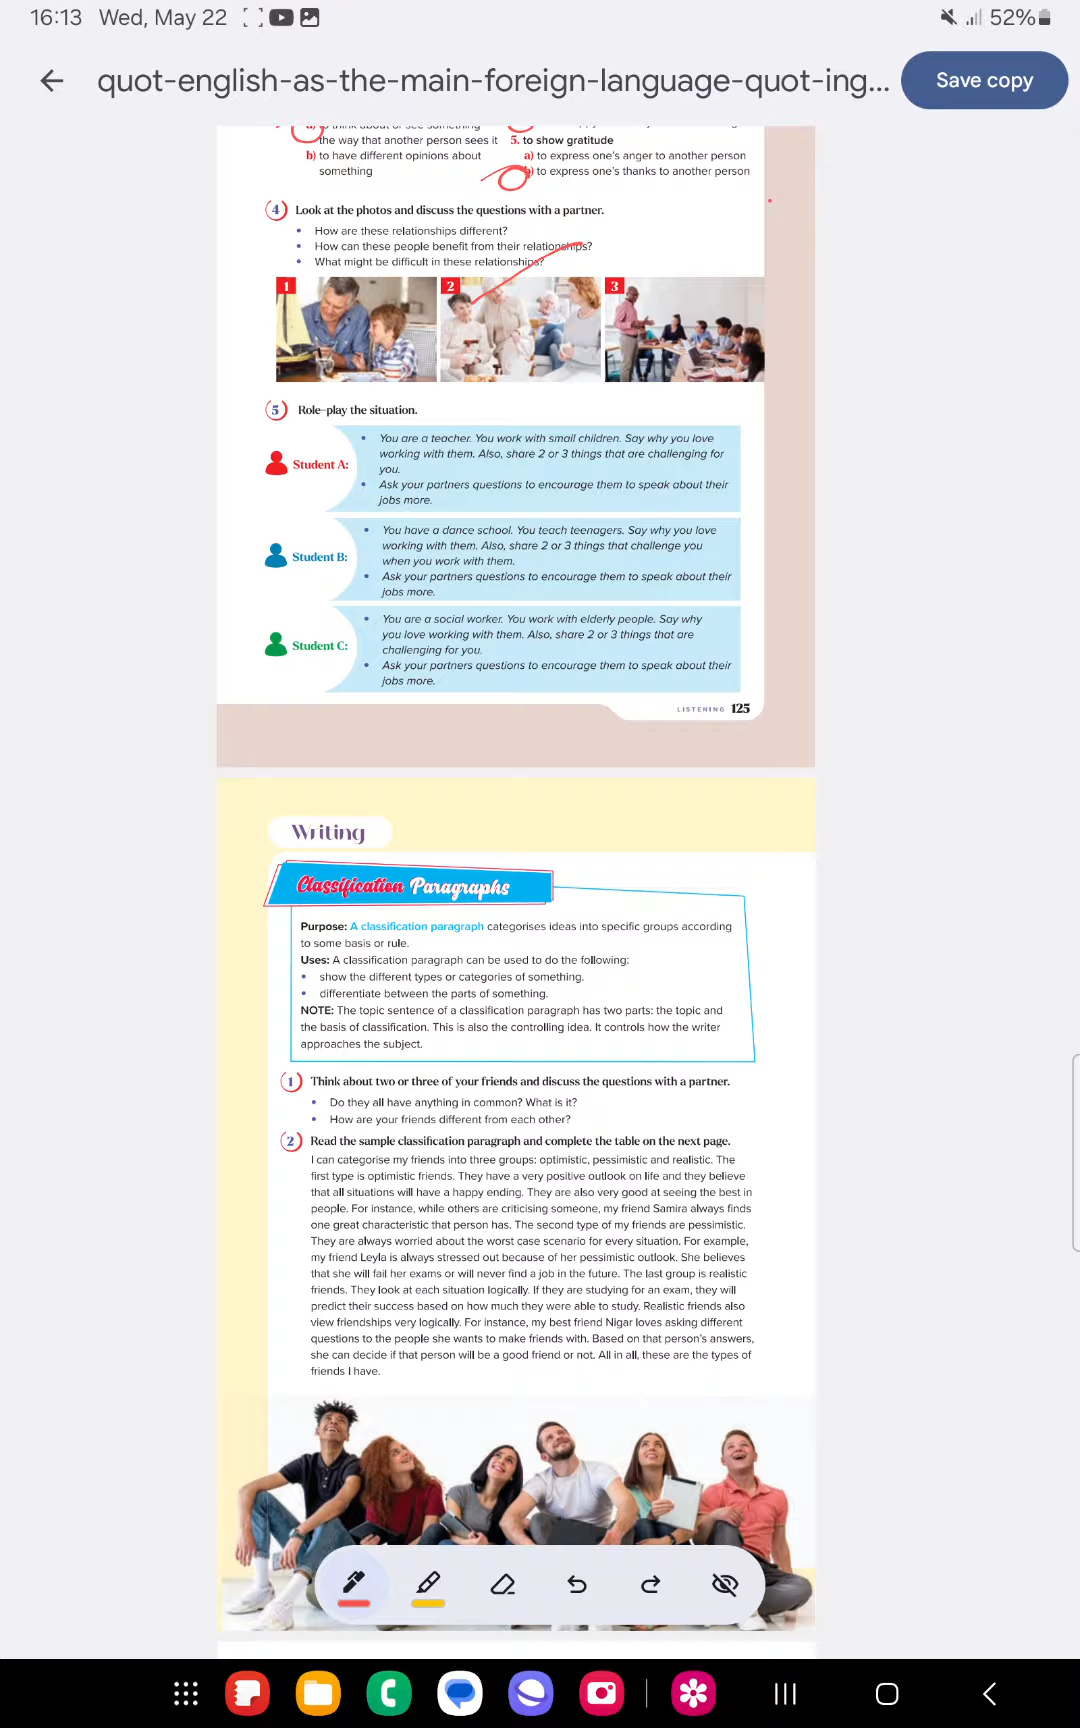 16:13 Wed, May 22 52%
quot-english-as-the-main-foreign-language-quot-ing...
Save copy
a) to think about or see something
the way that another person sees it
b) to have different opinions about
something
5. to show gratitude
a) to express one's anger to another person
b) to express one's thanks to another person
4 Look at the photos and discuss the questions with a partner.
• How are these relationships different?
• How can these people benefit from their relationships?
• What might be difficult in these relationships?
1 2 3
5 Role-play the situation.
Student A:
• You are a teacher. You work with small children. Say why you love
working with them. Also, share 2 or 3 things that are challenging for
you.
• Ask your partners questions to encourage them to speak about their
jobs more.
Student B:
• You have a dance school. You teach teenagers. Say why you love
working with them. Also, share 2 or 3 things that challenge you
when you work with them.
• Ask your partners questions to encourage them to speak about their
jobs more.
Student C:
• You are a social worker. You work with elderly people. Say why
you love working with them. Also, share 2 or 3 things that are
challenging for you.
• Ask your partners questions to encourage them to speak about their
jobs more.
LISTENING 125
Writing
Classification Paragraphs
Purpose: A classification paragraph categorises ideas into specific groups according
to some basis or rule.
Uses: A classification paragraph can be used to do the following:
• show the different types or categories of something.
• differentiate between the parts of something.
NOTE: The topic sentence of a classification paragraph has two parts: the topic and
the basis of classification. This is also the controlling idea. It controls how the writer
approaches the subject.
1 Think about two or three of your friends and discuss the questions with a partner.
• Do they all have anything in common? What is it?
• How are your friends different from each other?
2 Read the sample classification paragraph and complete the table on the next page.
I can categorise my friends into three groups: optimistic, pessimistic and realistic. The
first type is optimistic friends. They have a very positive outlook on life and they believe
that all situations will have a happy ending. They are also very good at seeing the best in
people. For instance, while others are criticising someone, my friend Samira always finds
one great characteristic that person has. The second type of my friends are pessimistic.
They are always worried about the worst case scenario for every situation. For example,
my friend Leyla is always stressed out because of her pessimistic outlook. She believes
that she will fail her exams or will never find a job in the future. The last group is realistic
friends. They look at each situation logically. If they are studying for an exam, they will
predict their success based on how much they were able to study. Realistic friends also
view friendships very logically. For instance, my best friend Nigar loves asking different
questions to the people she wants to make friends with. Based on that person's answers,
she can decide if that person will be a good friend or not. All in all, these are the types of
friends I have.